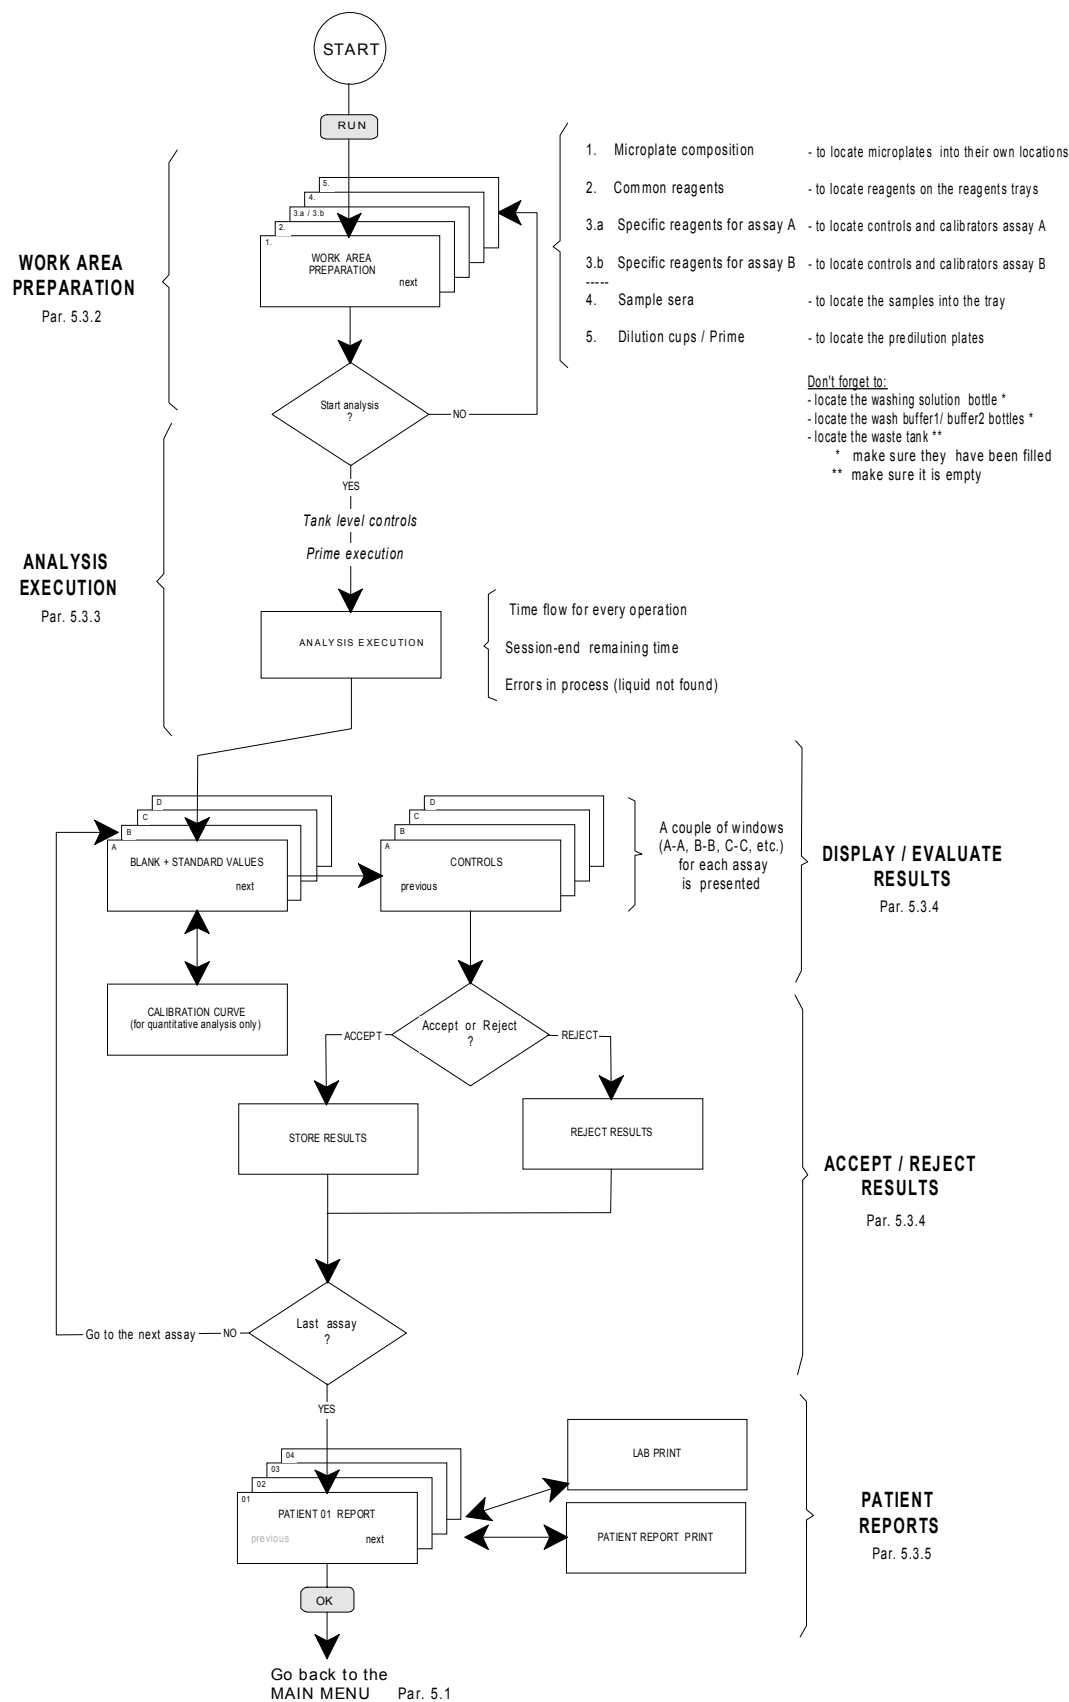 START
RUN
5.
4.
3.a / 3.b
2.
1.
WORK AREA
PREPARATION
next
WORK AREA
PREPARATION
Par. 5.3.2
1. Microplate composition - to locate microplates into their own locations
2. Common reagents - to locate reagents on the reagents trays
3.a Specific reagents for assay A - to locate controls and calibrators assay A
3.b Specific reagents for assay B - to locate controls and calibrators assay B
-----
4. Sample sera - to locate the samples into the tray
5. Dilution cups / Prime - to locate the predilution plates
Don't forget to:
- locate the washing solution bottle *
- locate the wash buffer1/ buffer2 bottles *
- locate the waste tank **
* make sure they have been filled
** make sure it is empty
Start analysis
?
NO
YES
Tank level controls
Prime execution
ANALYSIS
EXECUTION
Par. 5.3.3
ANALYSIS EXECUTION
Time flow for every operation
Session-end remaining time
Errors in process (liquid not found)
D
C
B
A
BLANK + STANDARD VALUES
next
D
C
B
A
CONTROLS
previous
A couple of windows
(A-A, B-B, C-C, etc.)
for each assay
is presented
DISPLAY / EVALUATE
RESULTS
Par. 5.3.4
CALIBRATION CURVE
(for quantitative analysis only)
Accept or Reject
?
ACCEPT
REJECT
STORE RESULTS
REJECT RESULTS
ACCEPT / REJECT
RESULTS
Par. 5.3.4
Last assay
?
Go to the next assay
NO
YES
04
03
02
01
PATIENT 01 REPORT
previous
next
LAB PRINT
PATIENT REPORT PRINT
PATIENT
REPORTS
Par. 5.3.5
OK
Go back to the
MAIN MENU Par. 5.1